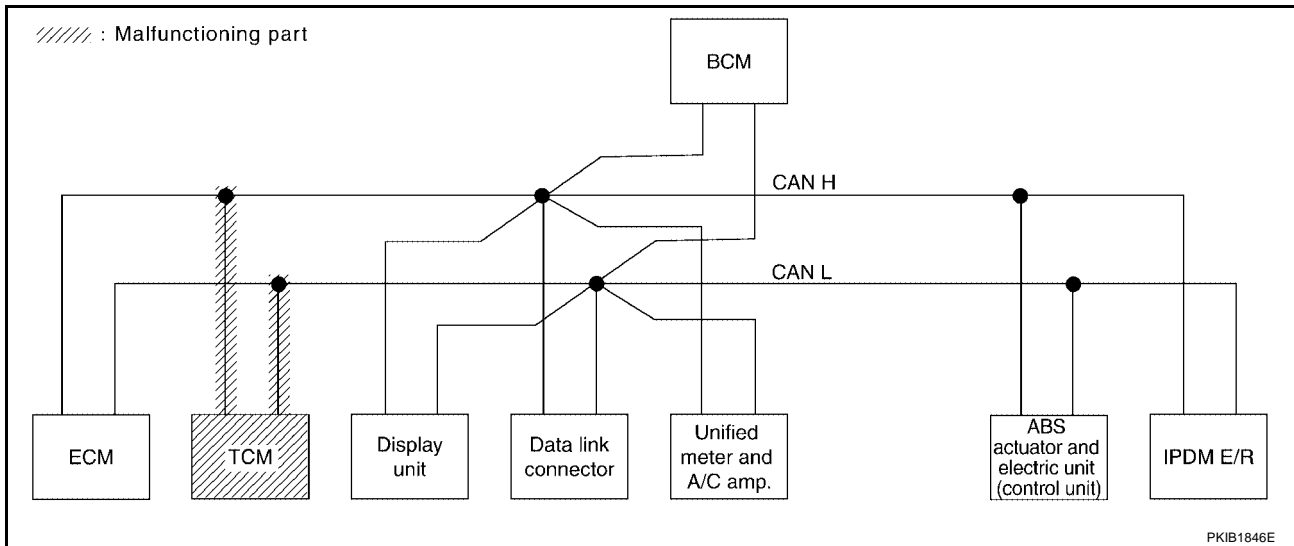 : Malfunctioning part
BCM
CAN H
CAN L
ECM
TCM
Display
unit
Data link
connector
Unified
meter and
A/C amp.
ABS
actuator and
electric unit
(control unit)
IPDM E/R
PKIB1846E